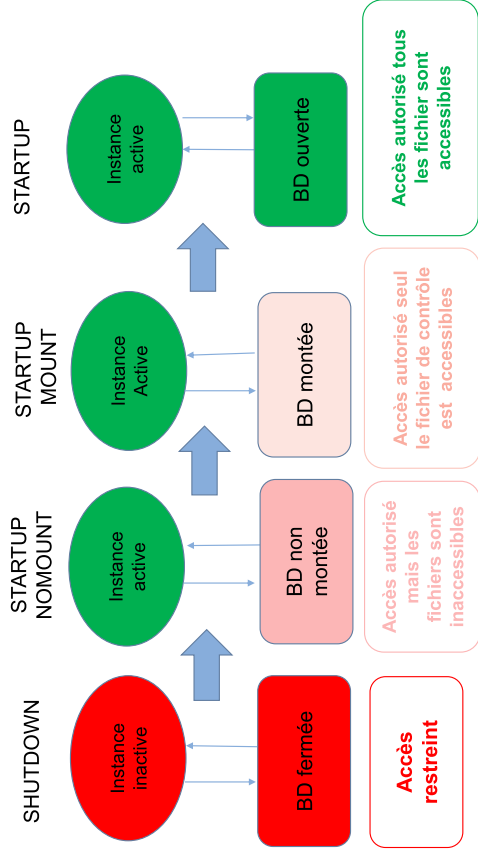 SHUTDOWN
Instance
inactive
BD fermée
Accès
restreint
STARTUP
NOMOUNT
Instance
active
BD non
montée
Accès autorisé
mais les
fichiers sont
inaccessibles
STARTUP
MOUNT
Instance
Active
BD montée
Accès autorisé seul
le fichier de contrôle
est accessibles
STARTUP
Instance
active
BD ouverte
Accès autorisé tous
les fichier sont
accessibles